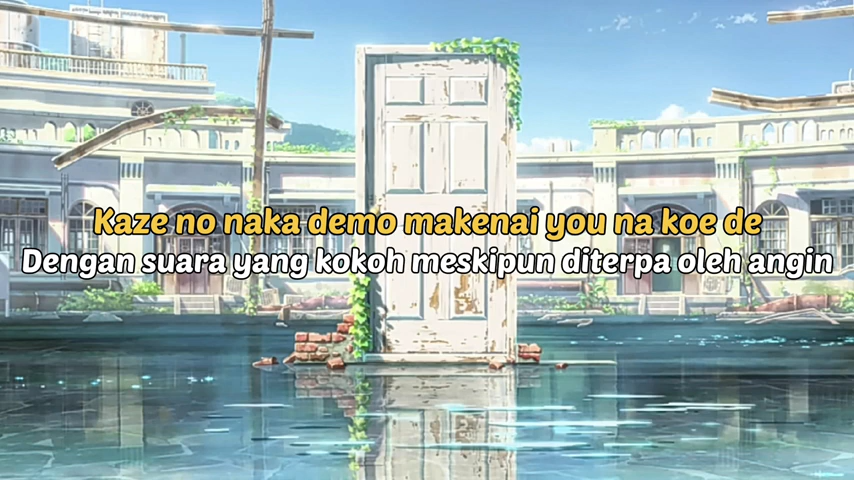 Kaze no naka demo makenai you na koe de
Dengan suara yang kokoh meskipun diterpa oleh angin